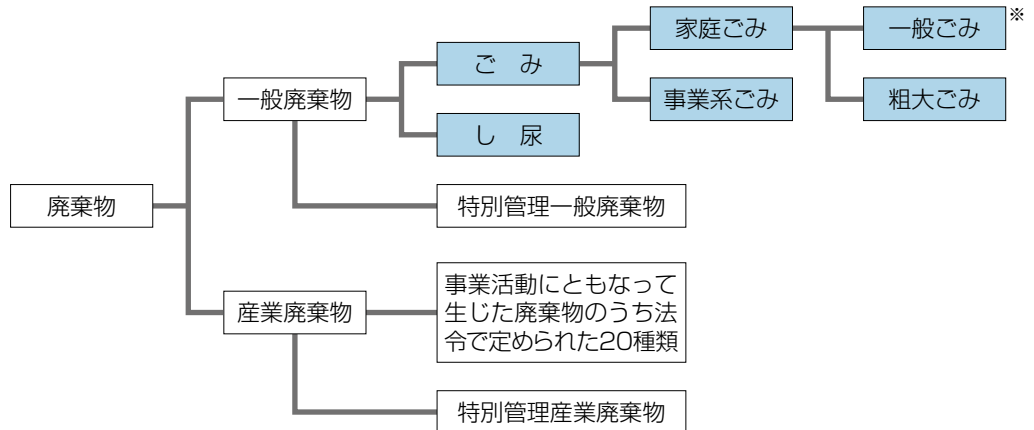 家庭ごみ
一般ごみ
※
ご　み
一般廃棄物
事業系ごみ
粗大ごみ
し　尿
廃棄物
特別管理一般廃棄物
産業廃棄物
事業活動にともなって
生じた廃棄物のうち法
令で定められた20種類
特別管理産業廃棄物